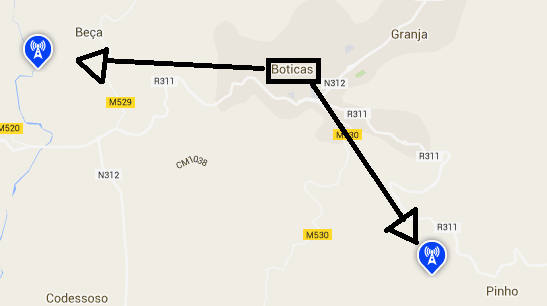 Beça
Granja
Boticas
R311
N312
M529
R311
M520
M530
R311
CM1038
N312
R311
M530
Pinho
Codessoso